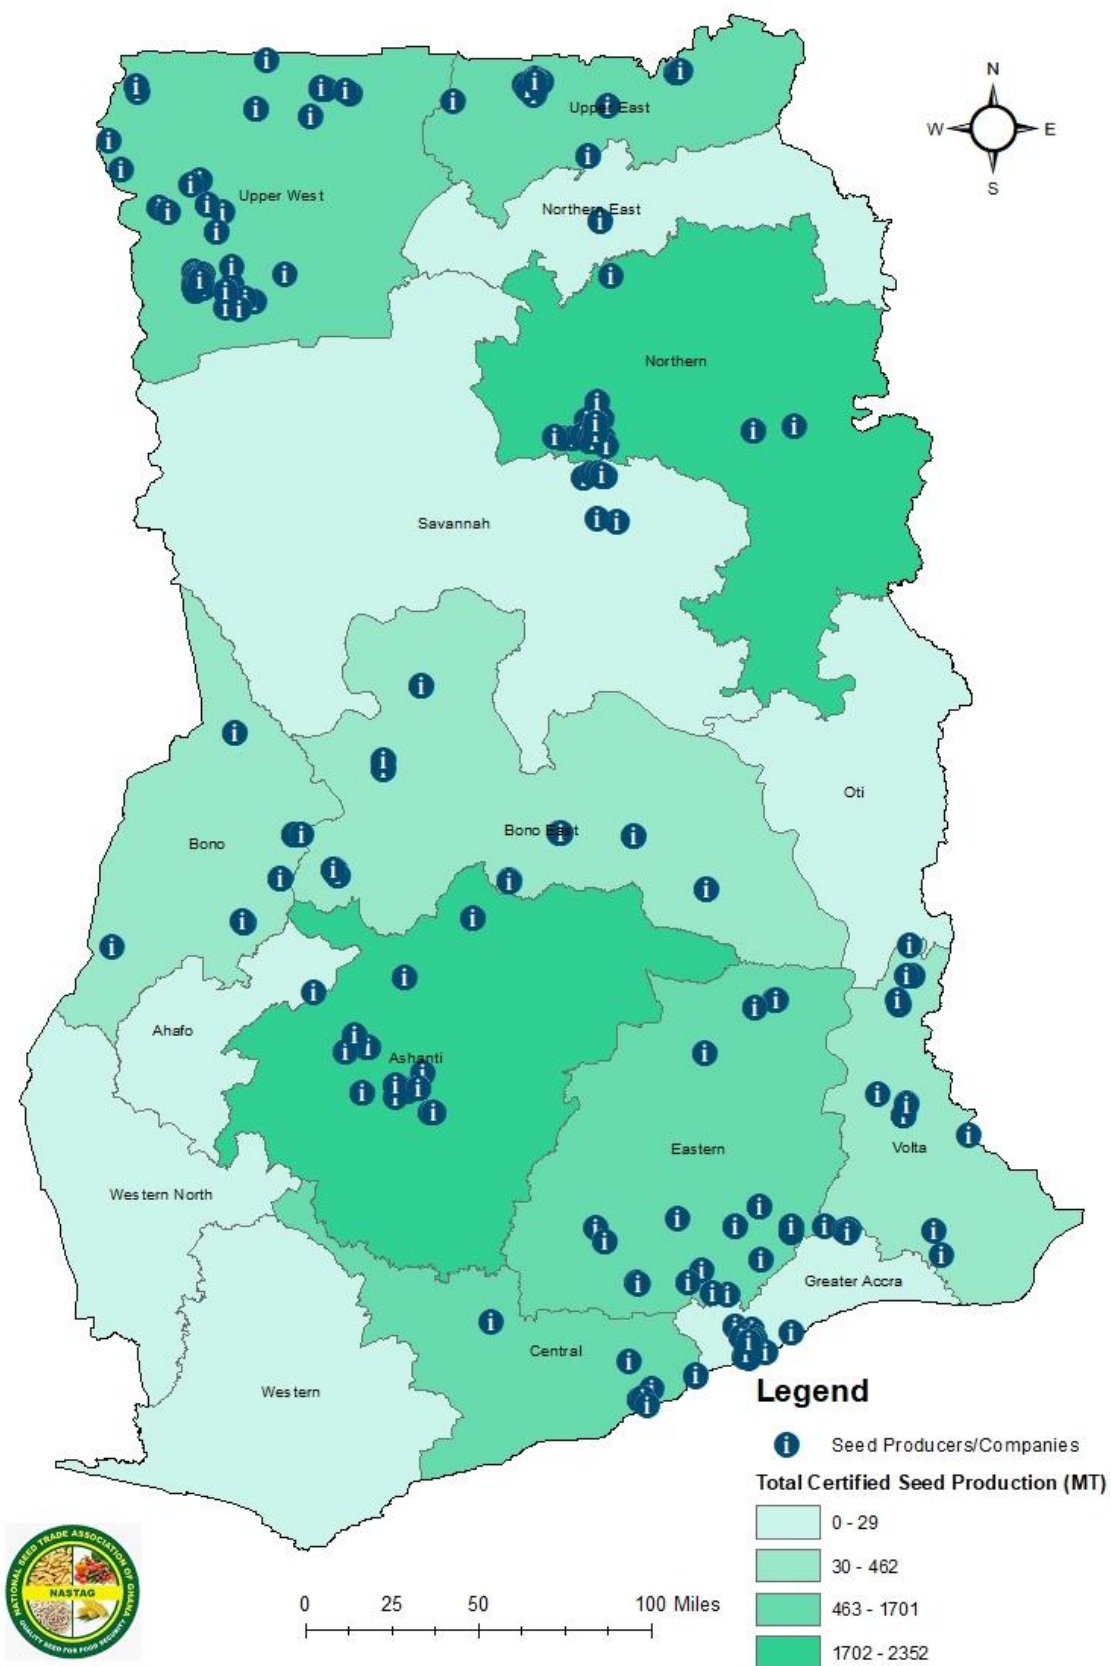 N
W
E
S
Upper East
Upper West
Northern East
Northern
Savannah
Oti
Bono East
Bono
Ahafo
Ashanti
Eastern
Volta
Western North
Greater Accra
Central
Western
Legend
i Seed Producers/Companies
Total Certified Seed Production (MT)
0 - 29
30 - 462
463 - 1701
1702 - 2352
NATIONAL SEED TRADE ASSOCIATION OF GHANA
NASTAG
QUALITY SEED FOR FOOD SECURITY
0 25 50 100 Miles